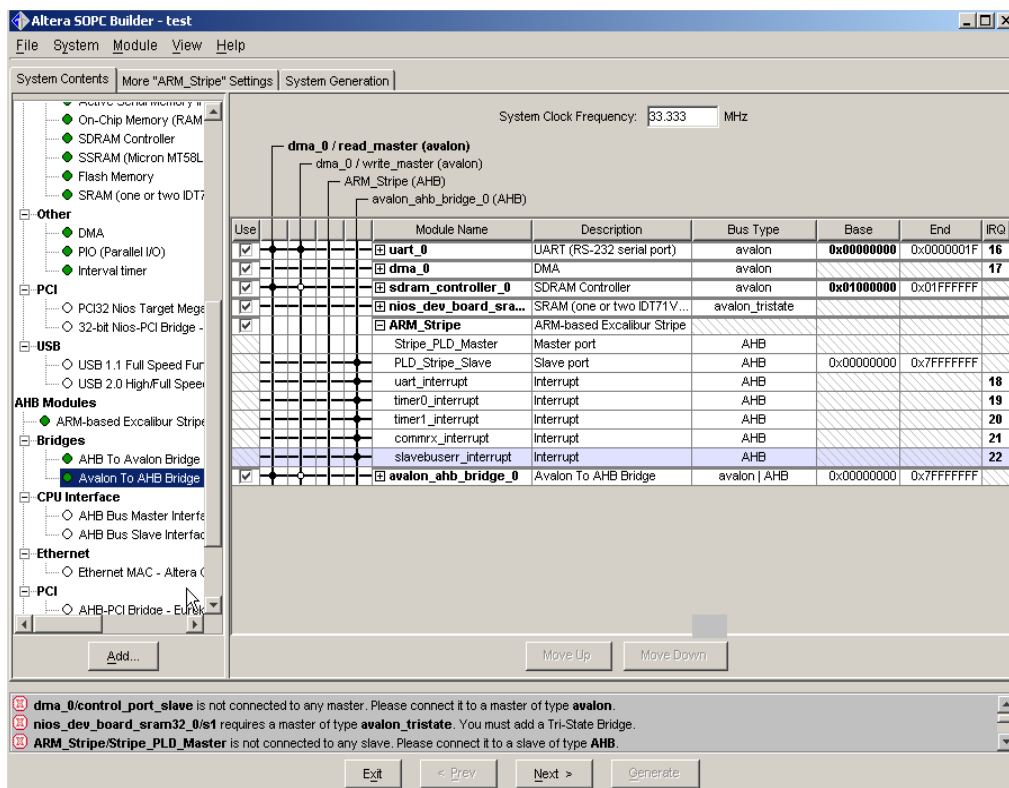 Altera SOPC Builder - test
File System Module View Help
System Contents More "ARM_Stripe" Settings System Generation
On-Chip Memory (RAM
SDRAM Controller
SSRAM (Micron MT58L
Flash Memory
SRAM (one or two IDT7
Other
DMA
PIO (Parallel I/O)
Interval timer
PCI
PCI32 Nios Target Mega
32-bit Nios-PCI Bridge -
USB
USB 1.1 Full Speed Fur
USB 2.0 High/Full Speed
AHB Modules
ARM-based Excalibur Stripe
Bridges
AHB To Avalon Bridge
Avalon To AHB Bridge
CPU Interface
AHB Bus Master Interfa
AHB Bus Slave Interfac
Ethernet
Ethernet MAC - Altera
PCI
AHB-PCI Bridge - Eurek
Add...
System Clock Frequency: 33.333 MHz
dma_0 / read_master (avalon)
dma_0 / write_master (avalon)
ARM_Stripe (AHB)
avalon_ahb_bridge_0 (AHB)
Use Module Name Description Bus Type Base End IRQ
uart_0 UART (RS-232 serial port) avalon 0x00000000 0x0000001F 16
dma_0 DMA avalon 17
sdram_controller_0 SDRAM Controller avalon 0x01000000 0x01FFFFFF
nios_dev_board_sra... SRAM (one or two IDT71V... avalon_tristate
ARM_Stripe ARM-based Excalibur Stripe
Stripe_PLD_Master Master port AHB
PLD_Stripe_Slave Slave port AHB 0x00000000 0x7FFFFFFF
uart_interrupt Interrupt AHB 18
timer0_interrupt Interrupt AHB 19
timer1_interrupt Interrupt AHB 20
commrx_interrupt Interrupt AHB 21
slavebuserr_interrupt Interrupt AHB 22
avalon_ahb_bridge_0 Avalon To AHB Bridge avalon | AHB 0x00000000 0x7FFFFFFF
Move Up Move Down
dma_0/control_port_slave is not connected to any master. Please connect it to a master of type avalon.
nios_dev_board_sram32_0/s1 requires a master of type avalon_tristate. You must add a Tri-State Bridge.
ARM_Stripe/Stripe_PLD_Master is not connected to any slave. Please connect it to a slave of type AHB.
Exit < Prev Next > Generate